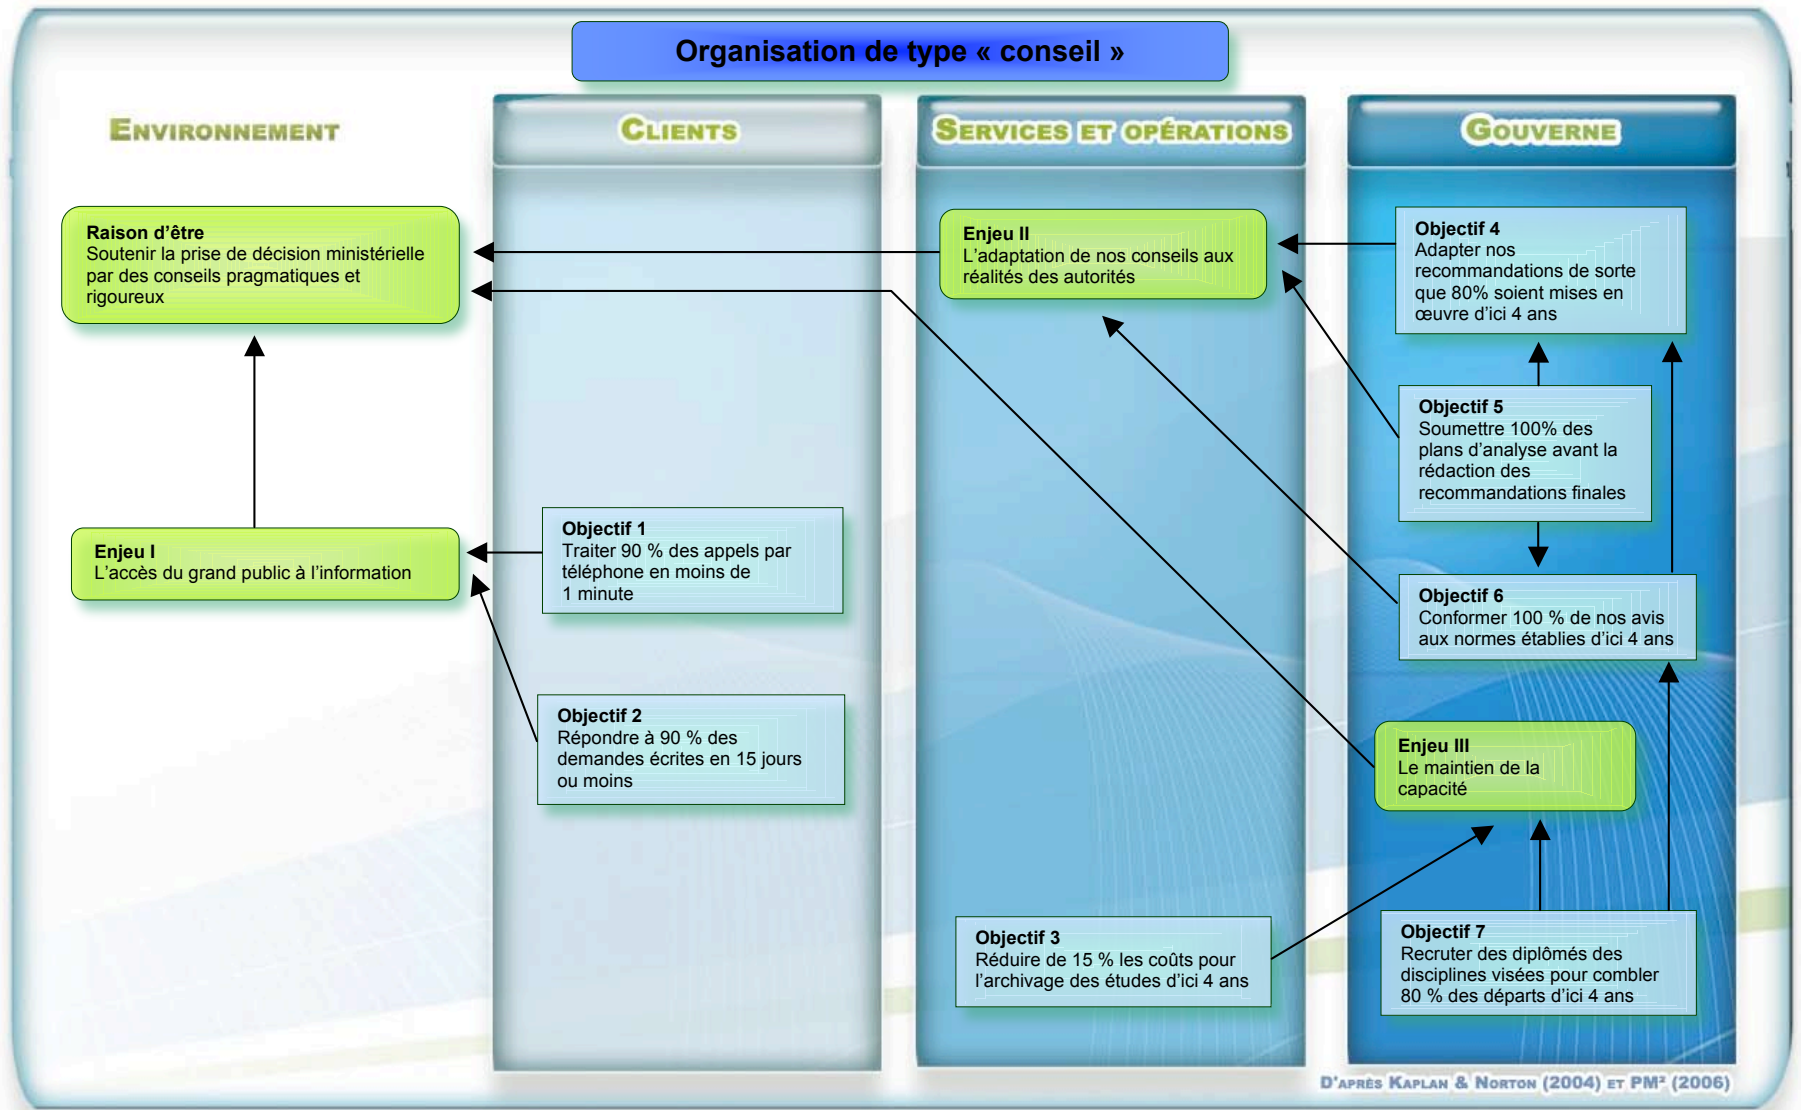 Organisation de type « conseil »
ENVIRONNEMENT
CLIENTS
SERVICES ET OPÉRATIONS
GOUVERNE
Raison d’être
Soutenir la prise de décision ministérielle
par des conseils pragmatiques et
rigoureux
Enjeu I
L’accès du grand public à l’information
Objectif 1
Traiter 90 % des appels par
téléphone en moins de
1 minute
Objectif 2
Répondre à 90 % des
demandes écrites en 15 jours
ou moins
Enjeu II
L’adaptation de nos conseils aux
réalités des autorités
Objectif 3
Réduire de 15 % les coûts pour
l’archivage des études d’ici 4 ans
Objectif 4
Adapter nos
recommandations de sorte
que 80% soient mises en
œuvre d’ici 4 ans
Objectif 5
Soumettre 100% des
plans d’analyse avant la
rédaction des
recommandations finales
Objectif 6
Conformer 100 % de nos avis
aux normes établies d’ici 4 ans
Enjeu III
Le maintien de la
capacité
Objectif 7
Recruter des diplômés des
disciplines visées pour combler
80 % des départs d’ici 4 ans
D'APRÈS KAPLAN & NORTON (2004) ET PM² (2006)